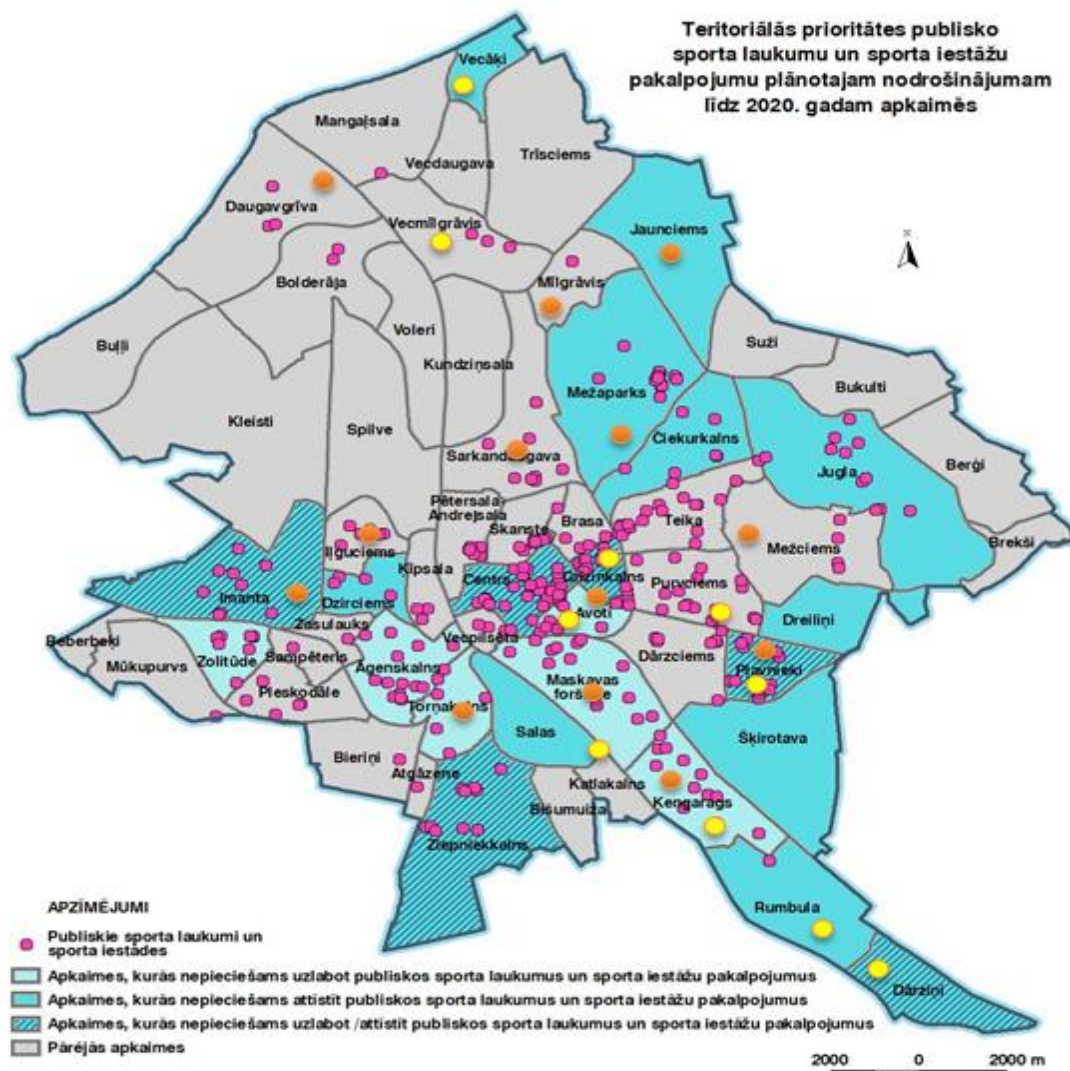 Teritoriālās prioritātes publisko
sporta laukumu un sporta iestāžu
pakalpojumu plānotajam nodrošinājumam
līdz 2020. gadam apkaimēs
Vecāķi
Mangaļsala
Vecdaugava
Trīsciems
Daugavgrīva
Vecmīlgrāvis
Jaunciems
Bolderāja
Mīlgrāvis
Voleri
Buļļi
Kundziņsala
Suži
Bukulti
Mežaparks
Kleisti
Spilve
Čiekurkalns
Sarkandaugava
Jugla
Berģi
Pētersala-
Andrejsala
Skanste
Brasa
Teika
Mežciems
Brekši
Iļģuciems
Ķīpsala
Centrs
Grīziņkalns
Purvciems
Imanta
Dzirciems
Avoti
Dreiliņi
Zasulauks
Beberbeķi
Vecpilsēta
Mūkupurvs
Zolitūde
Šampēteris
Āgenskalns
Dārzciems
Pļavnieki
Pleskodāle
Maskavas
forštate
Torņakalns
Salas
Šķirotava
Bieriņi
Atgāzene
Katlakalns
Ķengarags
Bišumuiža
Ziepniekkalns
Rumbula
Dārziņi
APZĪMĒJUMI
Publiskie sporta laukumi un
sporta iestādes
Apkaimes, kurās nepieciešams uzlabot publiskos sporta laukumus un sporta iestāžu pakalpojumus
Apkaimes, kurās nepieciešams attīstīt publiskos sporta laukumus un sporta iestāžu pakalpojumus
Apkaimes, kurās nepieciešams uzlabot /attīstīt publiskos sporta laukumus un sporta iestāžu pakalpojumus
Pārējās apkaimes
2000 0 2000 m